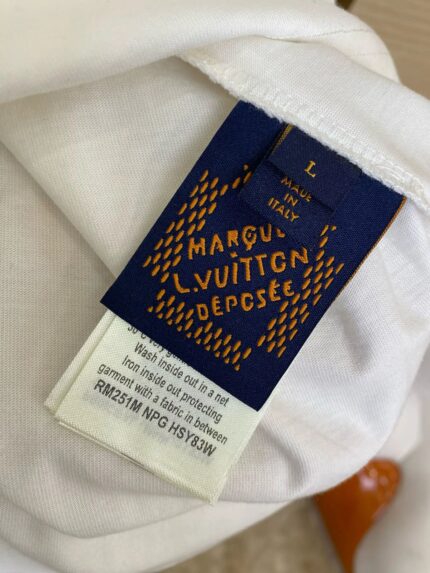 L
MADE
IN
ITALY
MARQUE
L.VUITTON
DÉPOSÉE
Wash Inside out in a net
Iron inside out protecting
garment with a fabric in between
RM251M NPG HSY83W